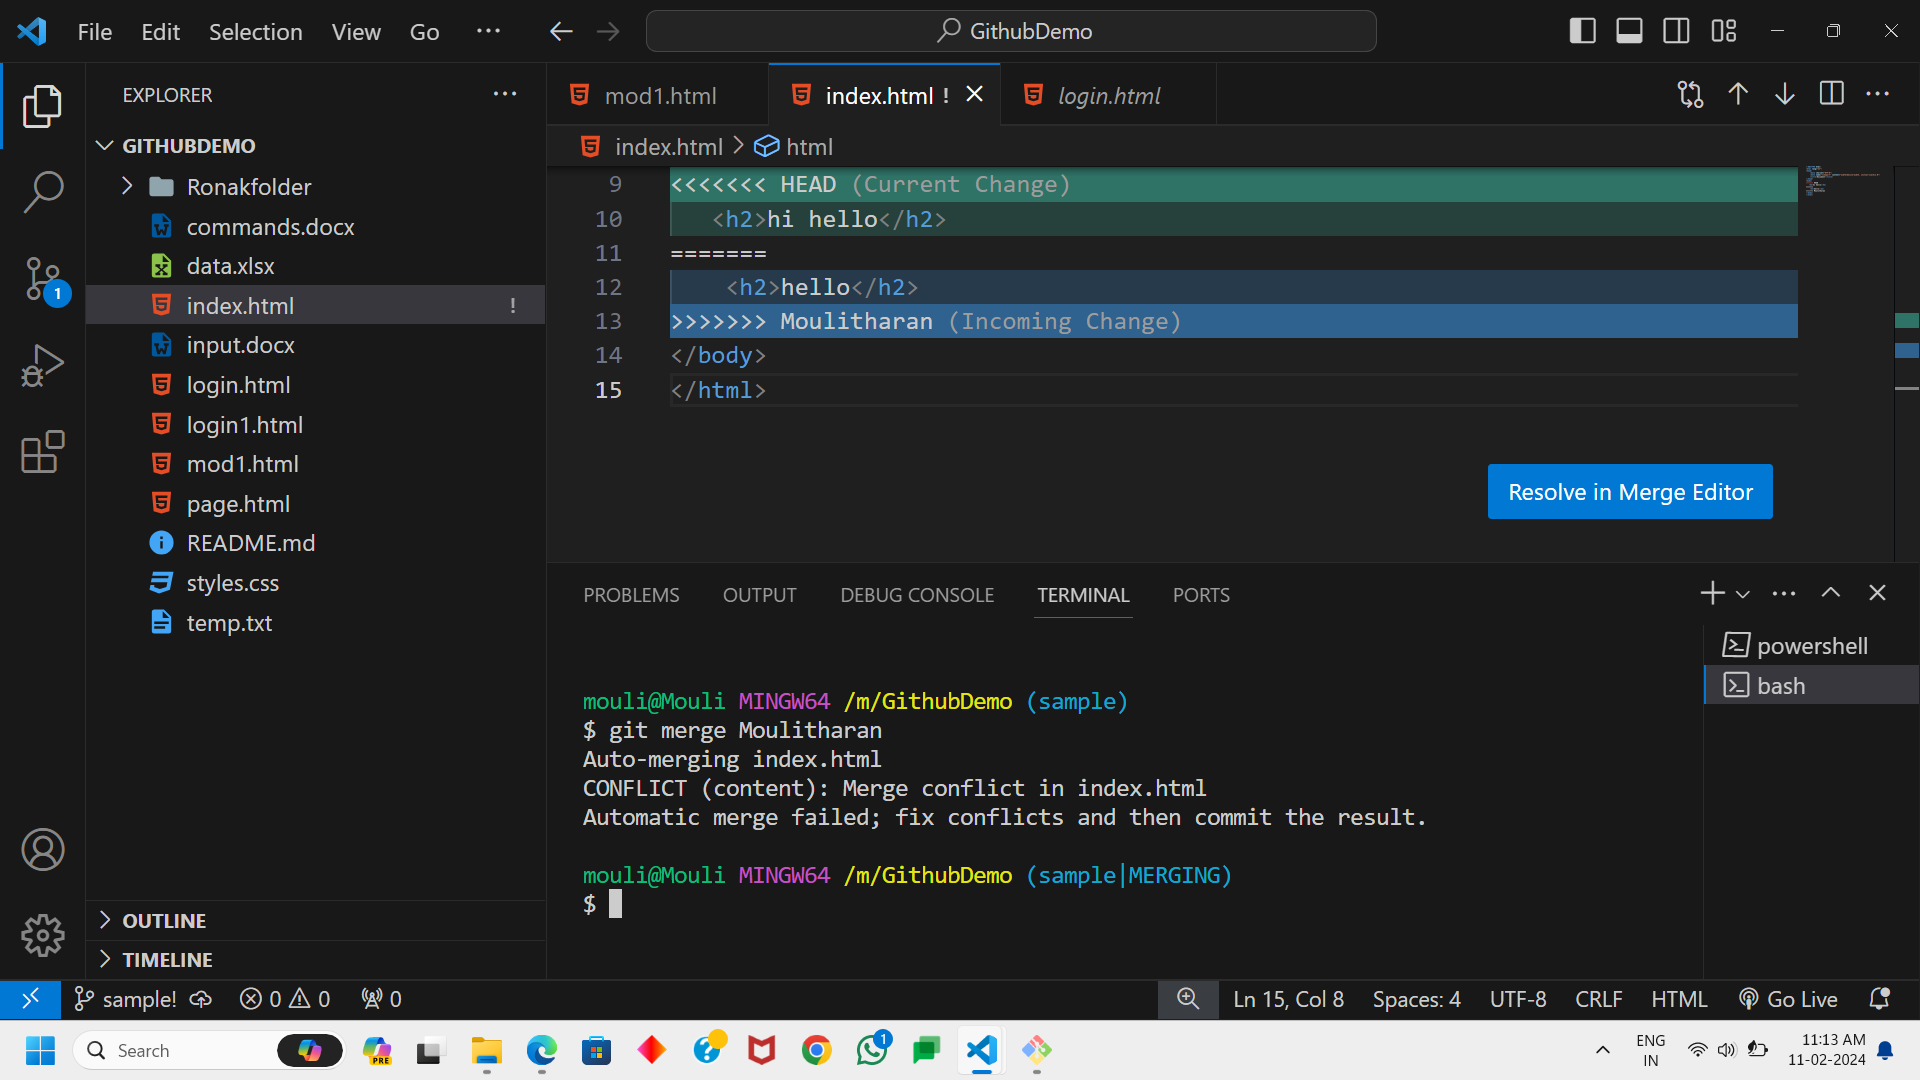 File Edit Selection View Go ···
GithubDemo
EXPLORER ···
GITHUBDEMO
Ronakfolder
commands.docx
data.xlsx
index.html !
input.docx
login.html
login1.html
mod1.html
page.html
README.md
styles.css
temp.txt
OUTLINE
TIMELINE
1
mod1.html
index.html !
login.html
index.html > html
9 <<<<<<< HEAD (Current Change)
10 <h2>hi hello</h2>
11 =======
12 <h2>hello</h2>
13 >>>>>>> Moulitharan (Incoming Change)
14 </body>
15 </html>
Resolve in Merge Editor
PROBLEMS OUTPUT DEBUG CONSOLE TERMINAL PORTS
powershell
bash
mouli@Mouli MINGW64 /m/GithubDemo (sample)
$ git merge Moulitharan
Auto-merging index.html
CONFLICT (content): Merge conflict in index.html
Automatic merge failed; fix conflicts and then commit the result.
mouli@Mouli MINGW64 /m/GithubDemo (sample|MERGING)
$
sample! 0 0 0 Ln 15, Col 8 Spaces: 4 UTF-8 CRLF HTML Go Live
Search
PRE
1
ENG
IN
11:13 AM
11-02-2024